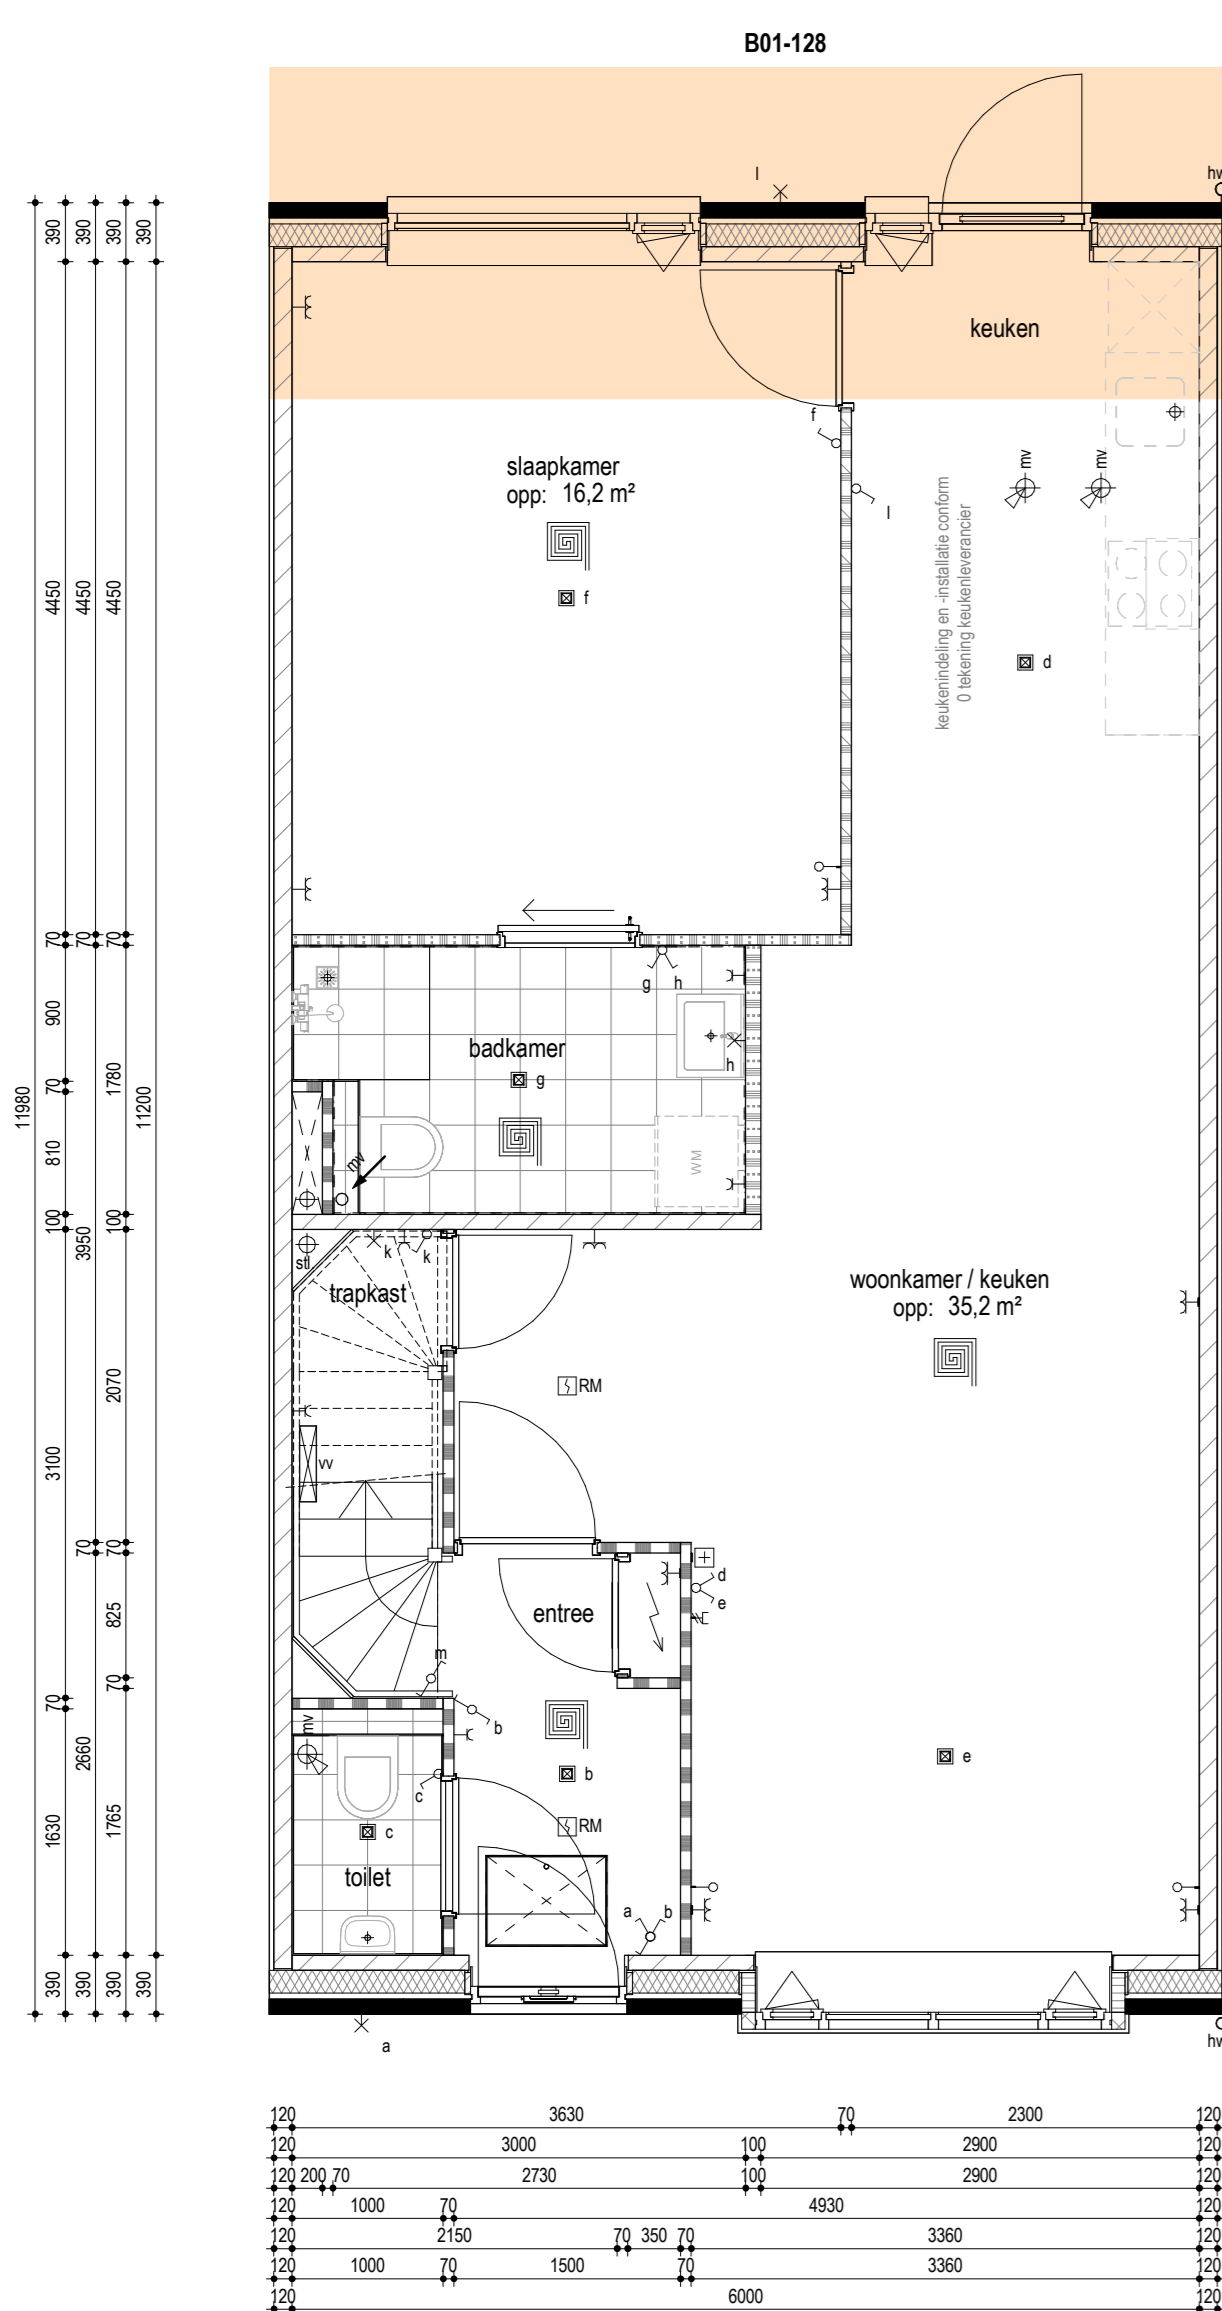 B01-128
l
hv
390 390 390 390
keuken
f
slaapkamer
opp: 16,2 m²
mv
mv
l
keukenindeling en -installatie conform
0 tekening keukenleverancier
f
d
4450 4450 4450
70 70 70
g h
900
badkamer
h
g
70
1780
11980
11200
810
mv
WM
100
100
3950
stl
k k
trapkast
woonkamer / keuken
opp: 35,2 m²
RM
2070
3100
vv
70 70
d
e
entree
825
m
70
70
b
mv
2660
b
c
1630
1765
c
RM
e
toilet
a b
390 390 390 390
a
hv
120 3630 70 2300 120
120 3000 100 2900 120
120 200 70 2730 100 2900 120
120 1000 70 4930 120
120 2150 70 350 70 3360 120
120 1000 70 1500 70 3360 120
120 6000 120